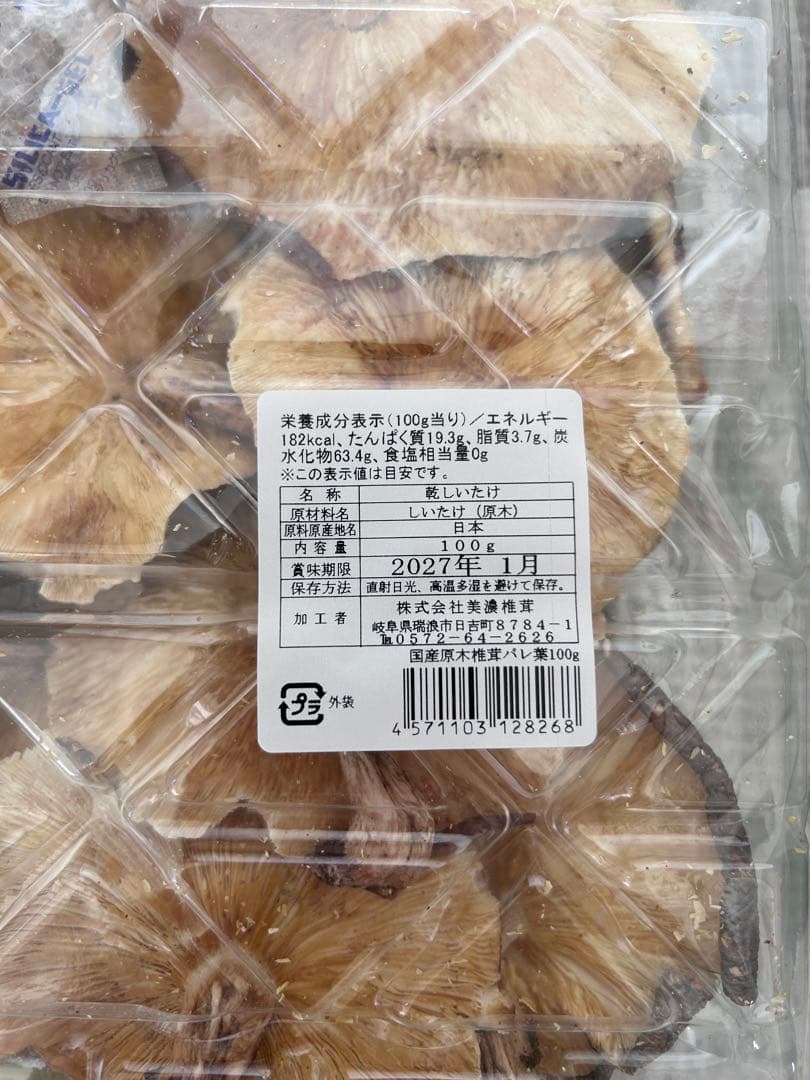 SILICA-GEL
栄養成分表示(100g当り)/エネルギー
182kcal、たんぱく質19.3g、脂質3.7g、炭
水化物63.4g、食塩相当量0g
※この表示値は目安です。
名 称 乾しいたけ
原材料名 しいたけ(原木)
原料原産地名 日本
内 容 量 100g
賞味期限 2027年 1月
保存方法 直射日光、高温多湿を避けて保存。
加 工 者 株式会社美濃椎茸
岐阜県瑞浪市日吉町8784-1
℡0572-64-2626
国産原木椎茸バレ葉100g
プラ 外袋
4 571103 128268